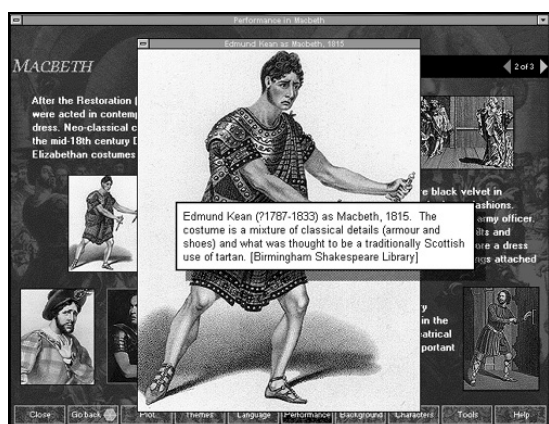 Performance in Macbeth
Edmund Kean as Macbeth, 1815
MACBETH
2 of 3
After the Restoration
were acted in contemp
dress. Neo-classical c
the mid-18th century
Elizabethan costumes
e black velvet in
ashions.
army officer.
ilts and
ore a dress
ngs attached
Edmund Kean (?1787-1833) as Macbeth, 1815. The
costume is a mixture of classical details (armour and
shoes) and what was thought to be a traditionally Scottish
use of tartan. [Birmingham Shakespeare Library]
ry
in the
atrical
portant
Close Go back Plot Themes Language Performance Background Characters Tools Help